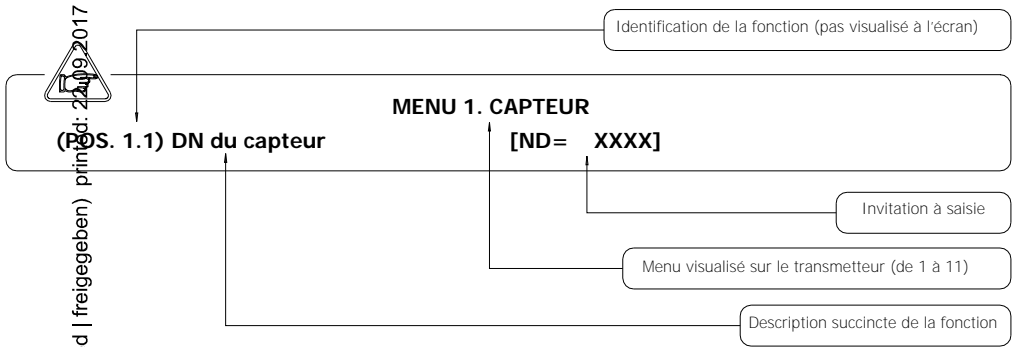 Identification de la fonction (pas visualisé à l'écran)
MENU 1. CAPTEUR
(POS. 1.1) DN du capteur [ND= XXXX]
Invitation à saisie
Menu visualisé sur le transmetteur (de 1 à 11)
Description succincte de la fonction
d | freigegeben) printed: 22.09.2017